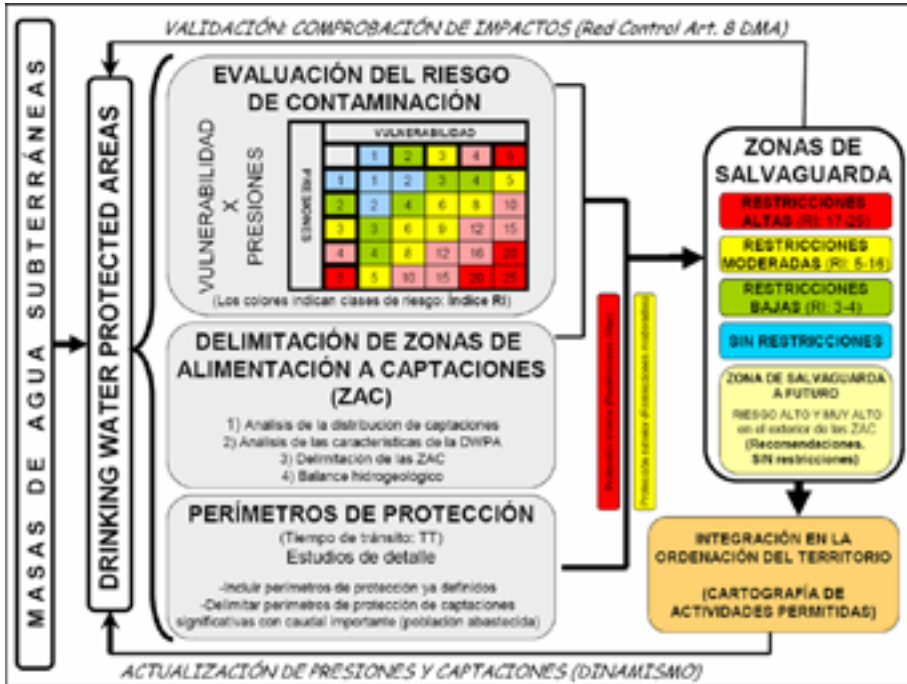 VALIDACIÓN: COMPROBACIÓN DE IMPACTOS (Red Control Art. 8 DMA)
MASAS DE AGUA SUBTERRÁNEAS
DRINKING WATER PROTECTED AREAS
EVALUACIÓN DEL RIESGO
DE CONTAMINACIÓN
VULNERABILIDAD
X
PRESIONES
VULNERABILIDAD
PRESIONES
1 2 3 4 5
1 1 2 3 4 5
2 2 4 6 8 10
3 3 6 9 12 15
4 4 8 12 16 20
5 5 10 15 20 25
(Los colores indican clases de riesgo: Índice RI)
DELIMITACIÓN DE ZONAS DE
ALIMENTACIÓN A CAPTACIONES
(ZAC)
1) Análisis de la distribución de captaciones
2) Análisis de las características de la DWPA
3) Delimitación de las ZAC
4) Balance hidrogeológico
PERÍMETROS DE PROTECCIÓN
(Tiempo de tránsito: TT)
Estudios de detalle
-Incluir perímetros de protección ya definidos
-Delimitar perímetros de protección de captaciones
significativas con caudal importante (población abastecida)
ZONAS DE
SALVAGUARDA
RESTRICCIONES
ALTAS (RI: 17-25)
RESTRICCIONES
MODERADAS (RI: 5-16)
RESTRICCIONES
BAJAS (RI: 3-4)
SIN RESTRICCIONES
ZONA DE SALVAGUARDA
A FUTURO
RIESGO ALTO Y MUY ALTO
en el exterior de las ZAC
(Recomendaciones.
SIN restricciones)
INTEGRACIÓN EN LA
ORDENACIÓN DEL TERRITORIO
(CARTOGRAFÍA DE
ACTIVIDADES PERMITIDAS)
ACTUALIZACIÓN DE PRESIONES Y CAPTACIONES (DINAMISMO)